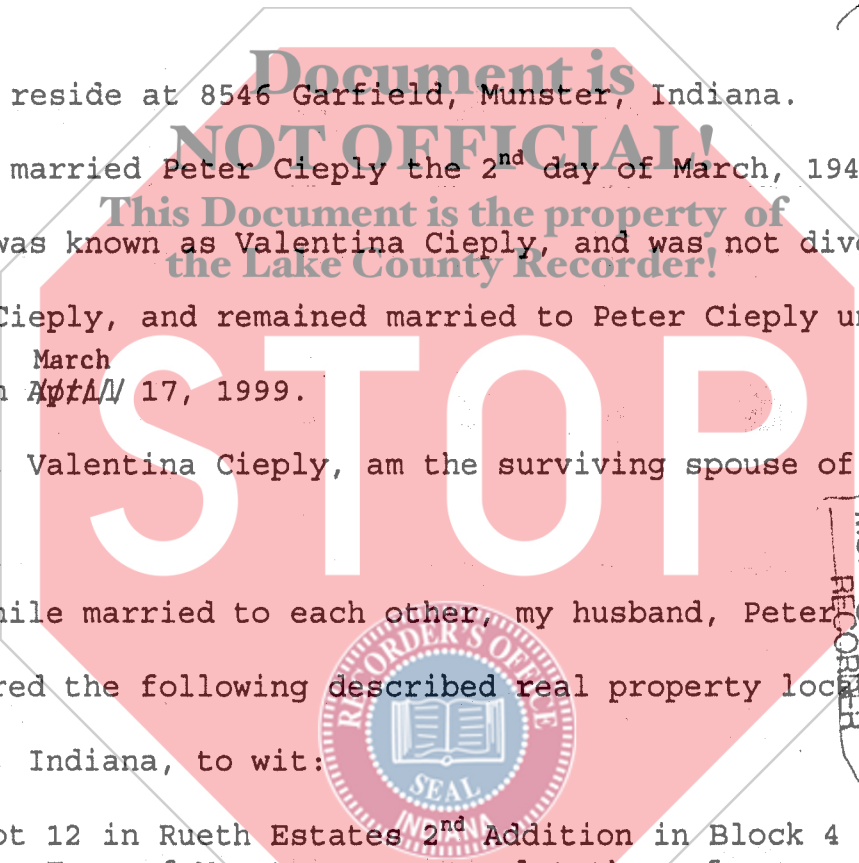 Document is
reside at 8546 Garfield, Munster, Indiana.
NOT OFFICIAL!
married Peter Cieply the 2nd day of March, 194
This Document is the property of
was known as Valentina Cieply, and was not div
the Lake County Recorder!
Cieply, and remained married to Peter Cieply u
March
April 17, 1999.
STOP
Valentina Cieply, am the surviving spouse of
hile married to each other, my husband, Peter
RECORDER
red the following described real property loca
RECORDER'S OFFICE
SEAL
INDIANA
Indiana, to wit:
ot 12 in Rueth Estates 2nd Addition in Block 4